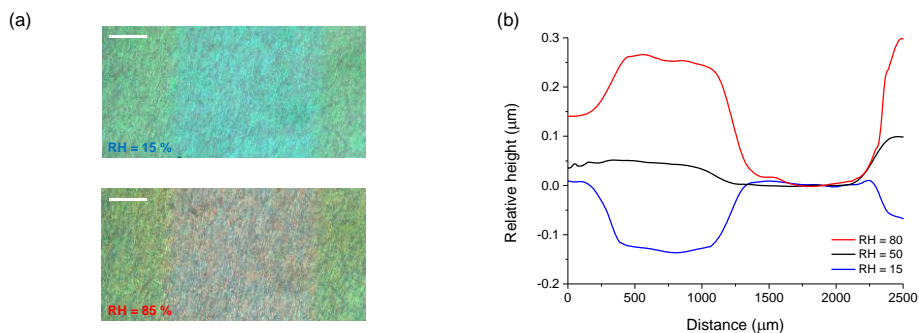 (a)
RH = 15 %
RH = 85 %
(b)
Relative height (μm)
0.3
0.2
0.1
0.0
-0.1
-0.2
RH = 80
RH = 50
RH = 15
0 500 1000 1250 2000 2500
Distance (μm)